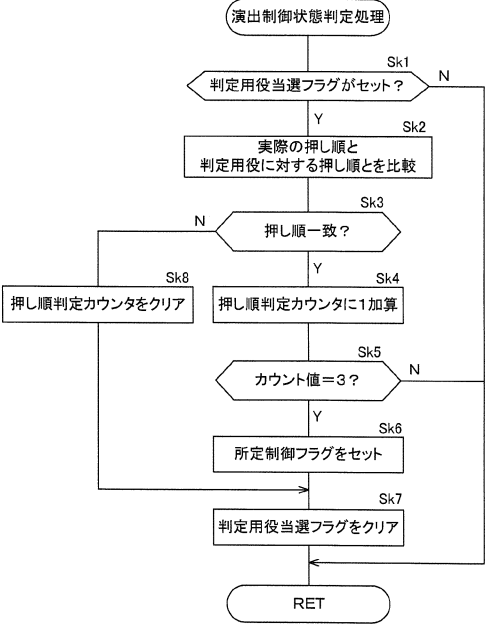 演出制御状態判定処理
Sk1
判定用役当選フラグがセット？
N
Y
Sk2
実際の押し順と
判定用役に対する押し順とを比較
Sk3
N
押し順一致？
Y
Sk8
押し順判定カウンタをクリア
Sk4
押し順判定カウンタに1加算
Sk5
カウント値＝3？
N
Y
Sk6
所定制御フラグをセット
Sk7
判定用役当選フラグをクリア
RET